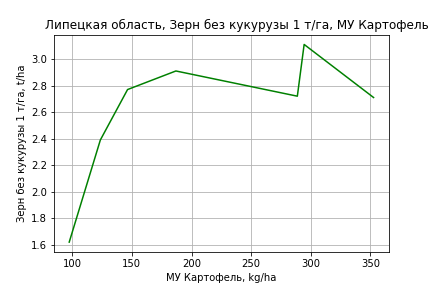 Липецкая область, Зерн без кукурузы 1 т/га, МУ Картофель
3.0
2.8
2.6
2.4
2.2
2.0
1.8
1.6
Зерн без кукурузы 1 т/га, t/ha
100 150 200 250 300 350
МУ Картофель, kg/ha